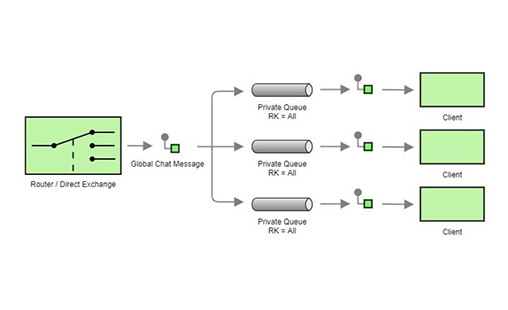 Private Queue
RK = All
Client
Router / Direct Exchange
Global Chat Message
Private Queue
RK = All
Client
Private Queue
RK = All
Client